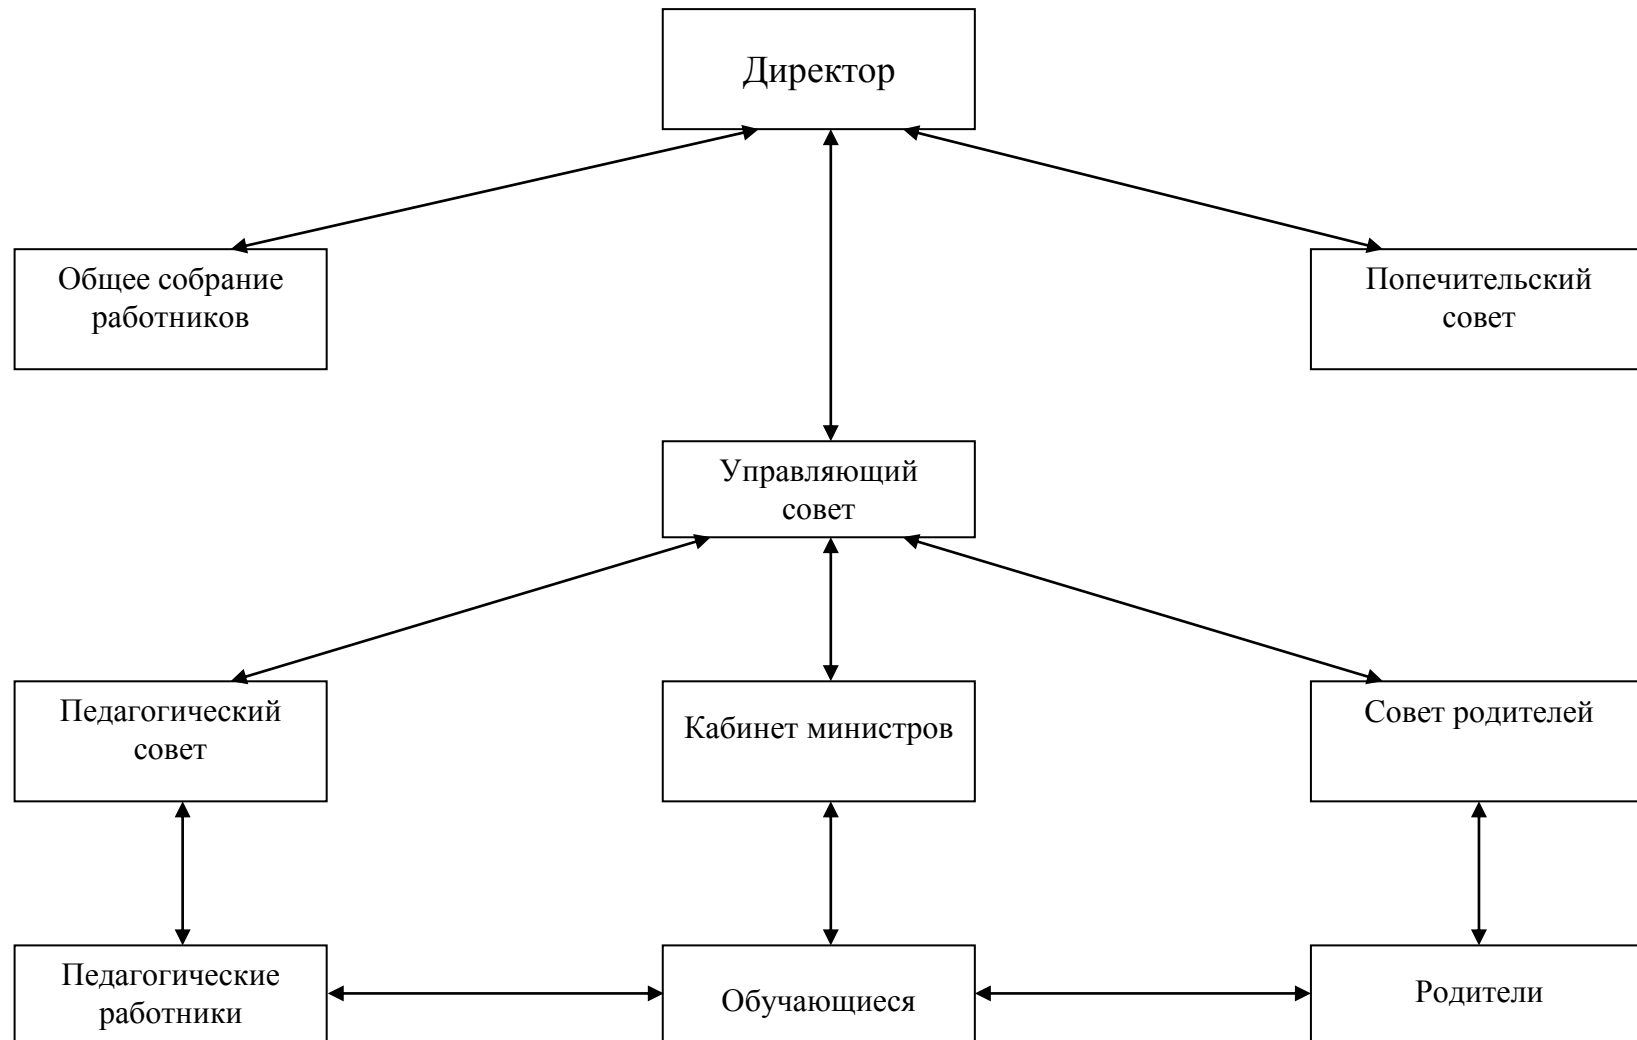 Директор
Общее собрание
работников
Попечительский
совет
Управляющий
совет
Педагогический
совет
Кабинет министров
Совет родителей
Педагогические
работники
Обучающиеся
Родители